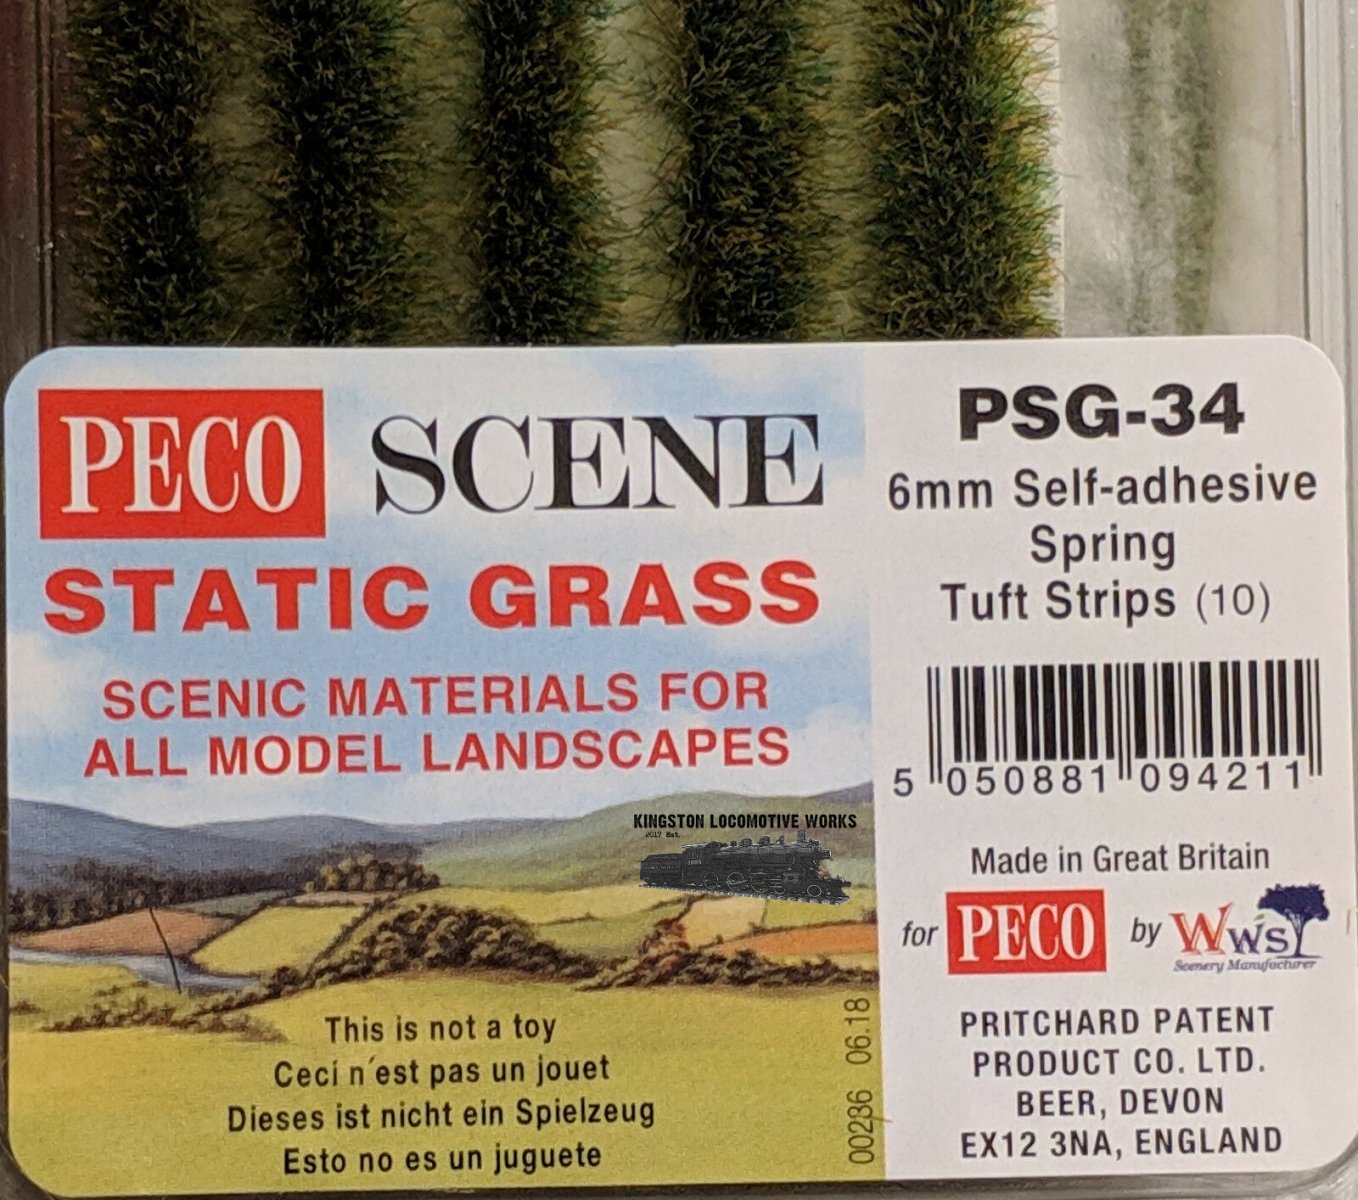 PECO SCENE
STATIC GRASS
SCENIC MATERIALS FOR
ALL MODEL LANDSCAPES
KINGSTON LOCOMOTIVE WORKS
2017 Est.
This is not a toy
Ceci n´est pas un jouet
Dieses ist nicht ein Spielzeug
Esto no es un juguete
00236 06.18
PSG-34
6mm Self-adhesive
Spring
Tuft Strips (10)
5 050881 094211
Made in Great Britain
for PECO by WWS
Scenery Manufacturer
PRITCHARD PATENT
PRODUCT CO. LTD.
BEER, DEVON
EX12 3NA, ENGLAND